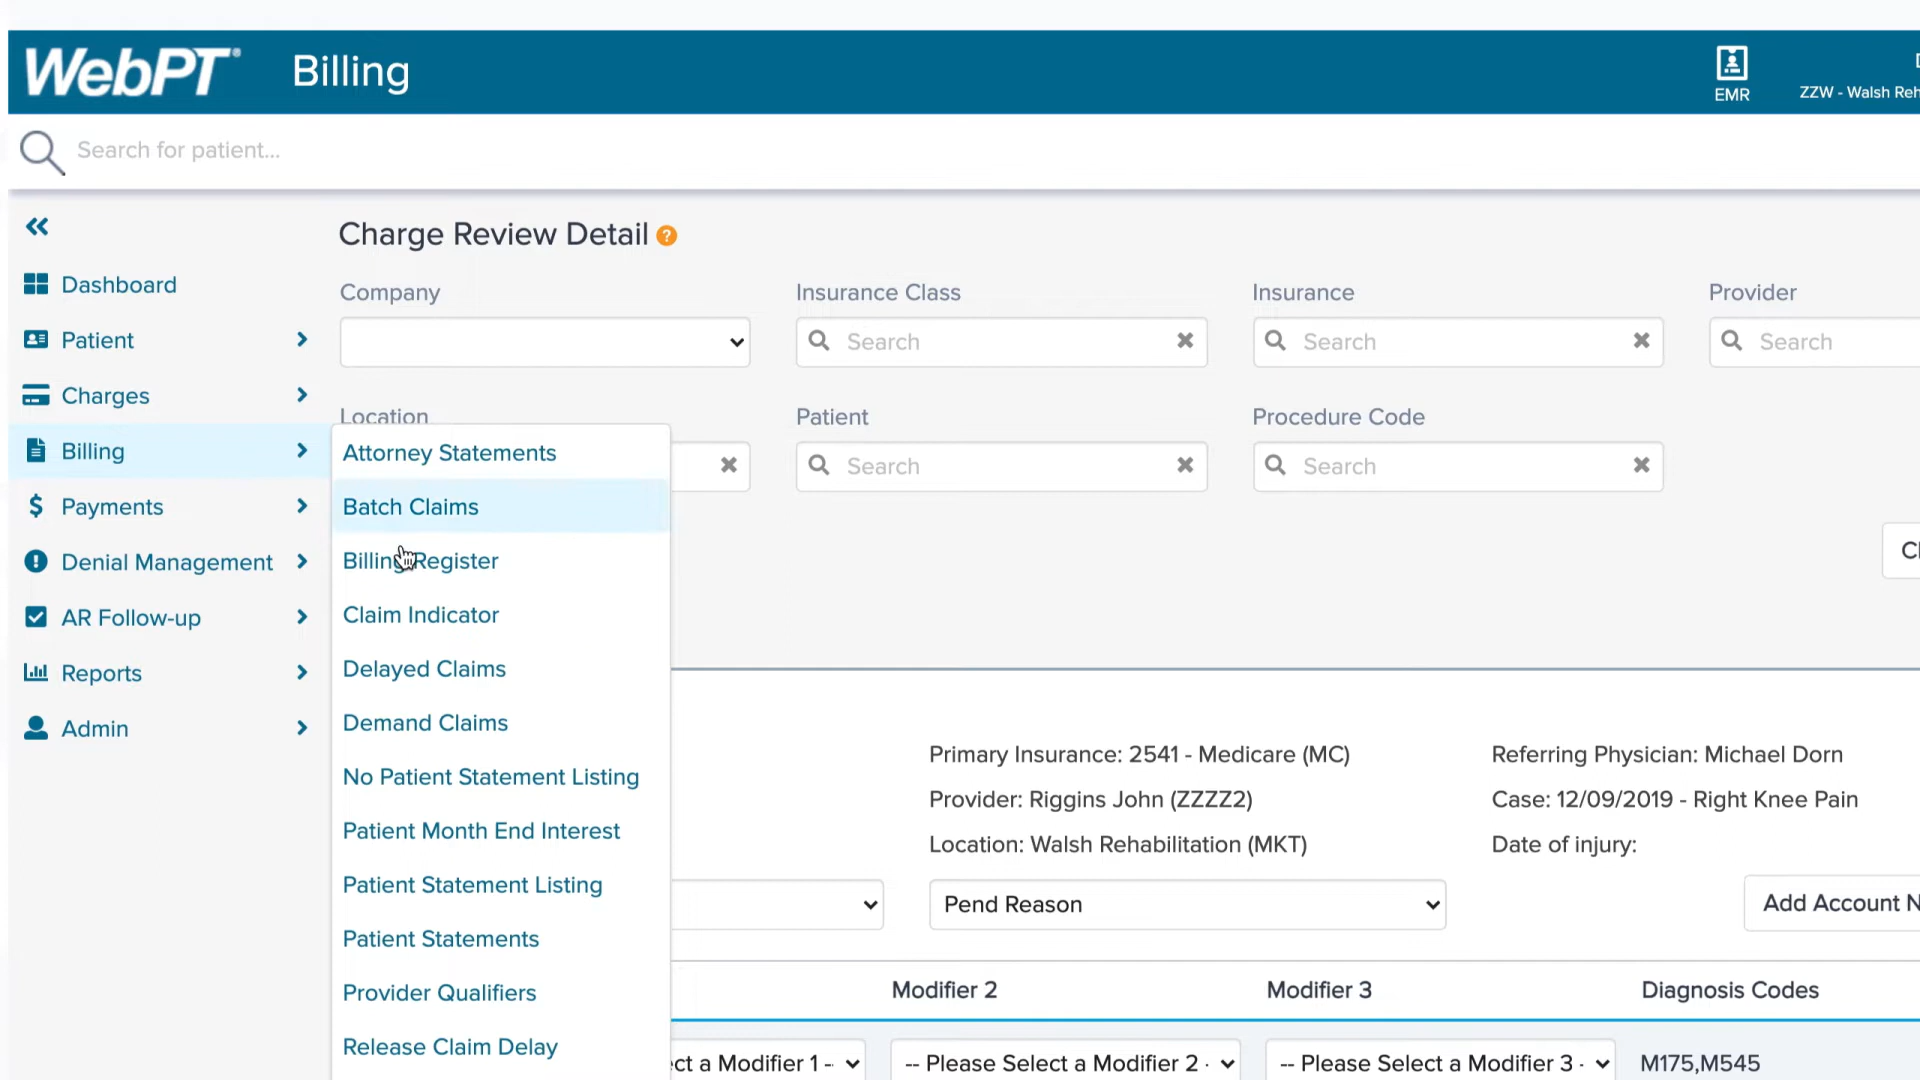 WebPT® Billing
EMR
ZZW - Walsh Reh
Search for patient...
Charge Review Detail ?
Company
Insurance Class
Insurance
Provider
Search
Search
Search
Location
Patient
Procedure Code
Search
Search
Dashboard
Patient
Charges
Billing
Payments
Denial Management
AR Follow-up
Reports
Admin
Attorney Statements
Batch Claims
Billing Register
Claim Indicator
Delayed Claims
Demand Claims
No Patient Statement Listing
Patient Month End Interest
Patient Statement Listing
Patient Statements
Provider Qualifiers
Release Claim Delay
Primary Insurance: 2541 - Medicare (MC)
Provider: Riggins John (ZZZZ2)
Location: Walsh Rehabilitation (MKT)
Referring Physician: Michael Dorn
Case: 12/09/2019 - Right Knee Pain
Date of injury:
Pend Reason
Add Account N
Modifier 2
Modifier 3
Diagnosis Codes
ct a Modifier 1 -
-- Please Select a Modifier 2 -
-- Please Select a Modifier 3 -
M175,M545